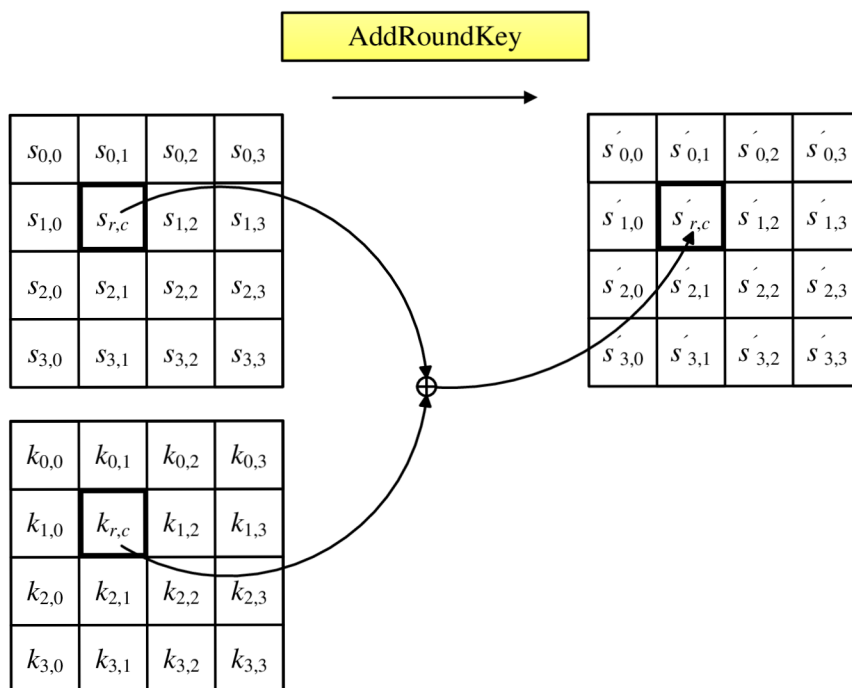 AddRoundKey
s0,0 s0,1 s0,2 s0,3
s1,0 sr,c s1,2 s1,3
s2,0 s2,1 s2,2 s2,3
s3,0 s3,1 s3,2 s3,3
s´0,0 s´0,1 s´0,2 s´0,3
s´1,0 s´r,c s´1,2 s´1,3
s´2,0 s´2,1 s´2,2 s´2,3
s´3,0 s´3,1 s´3,2 s´3,3
⊕
k0,0 k0,1 k0,2 k0,3
k1,0 kr,c k1,2 k1,3
k2,0 k2,1 k2,2 k2,3
k3,0 k3,1 k3,2 k3,3